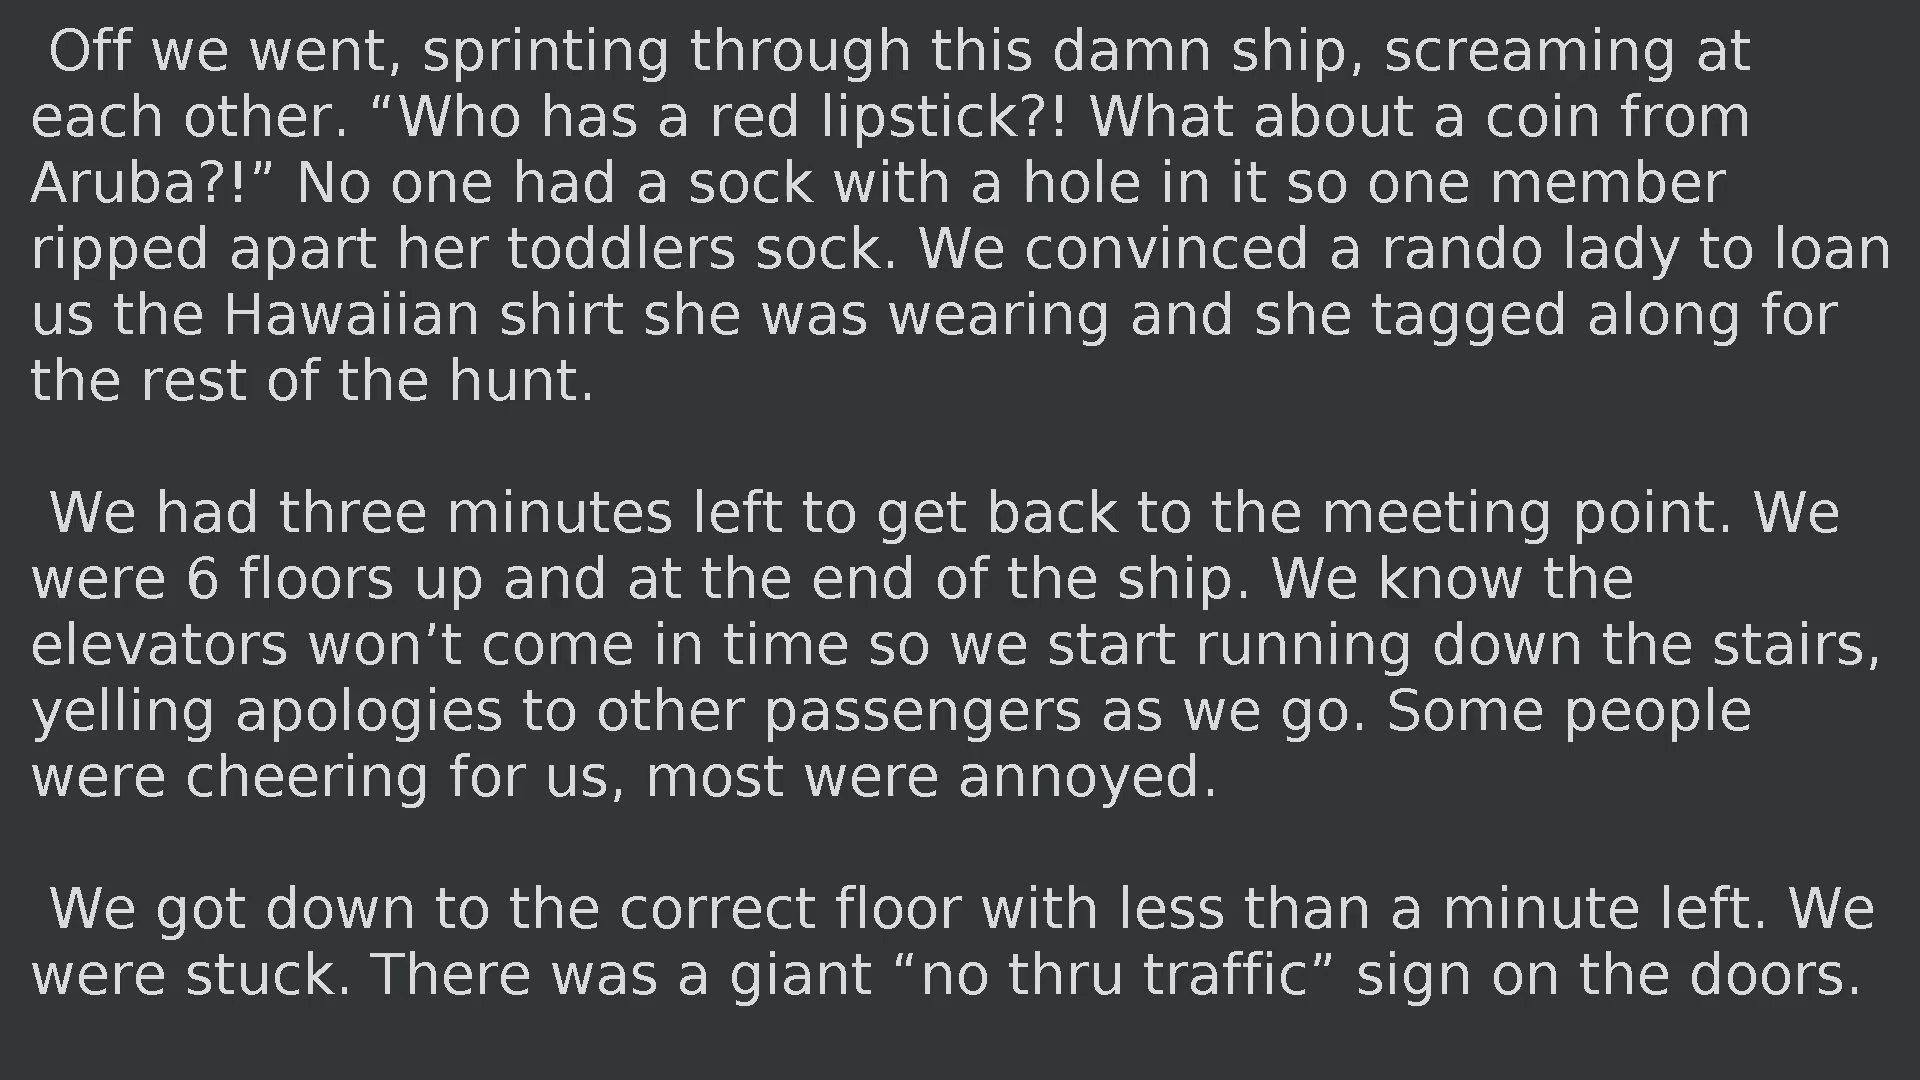 Off we went, sprinting through this damn ship, screaming at
each other. “Who has a red lipstick?! What about a coin from
Aruba?!” No one had a sock with a hole in it so one member
ripped apart her toddlers sock. We convinced a rando lady to loan
us the Hawaiian shirt she was wearing and she tagged along for
the rest of the hunt.
We had three minutes left to get back to the meeting point. We
were 6 floors up and at the end of the ship. We know the
elevators won’t come in time so we start running down the stairs,
yelling apologies to other passengers as we go. Some people
were cheering for us, most were annoyed.
We got down to the correct floor with less than a minute left. We
were stuck. There was a giant “no thru traffic” sign on the doors.